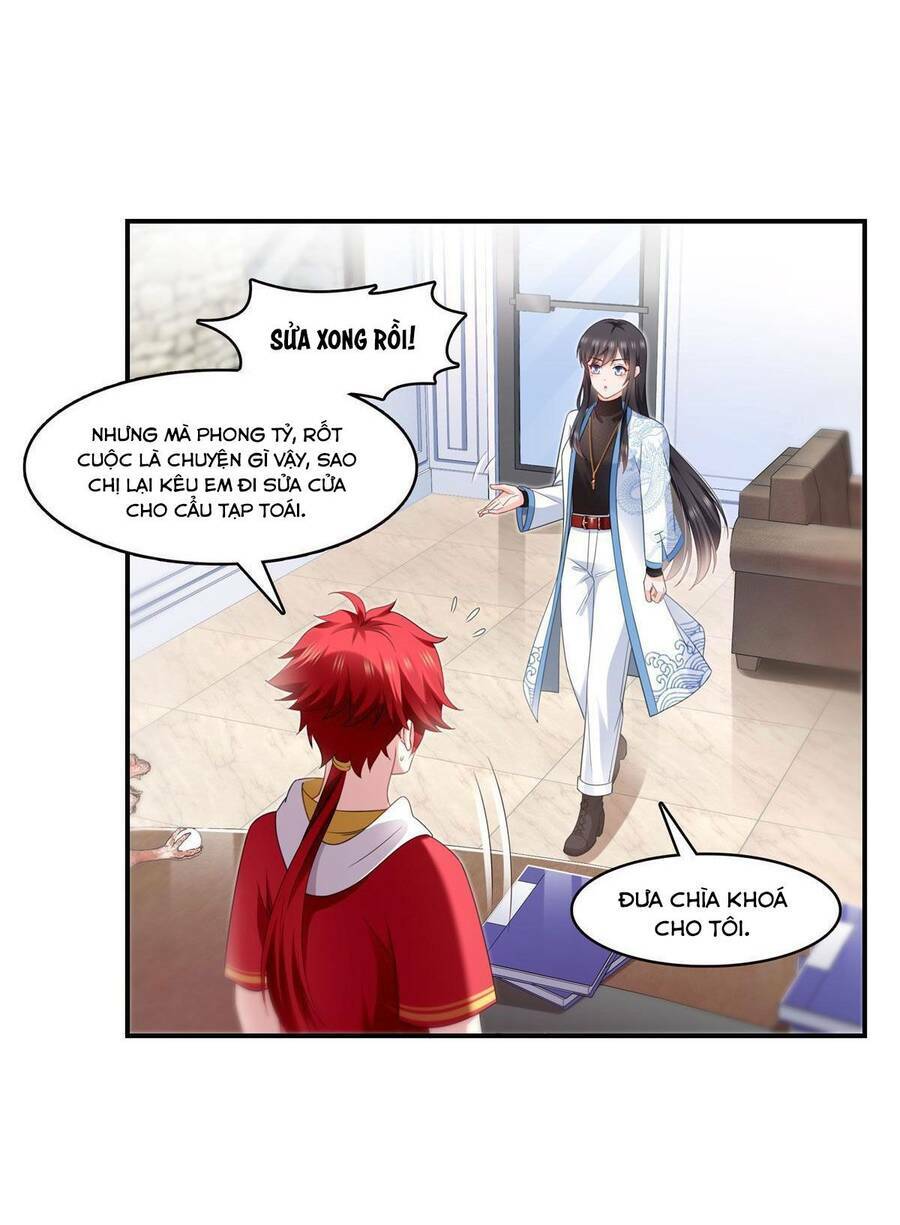 SỬA XONG RỒI!
NHƯNG MÀ PHONG TỶ, RỐT
CUỘC LÀ CHUYỆN GÌ VẬY, SAO
CHỊ LẠI KÊU EM ĐI SỬA CỬA
CHO CẨU TẠP TOÁI.
ĐƯA CHÌA KHOÁ
CHO TÔI.